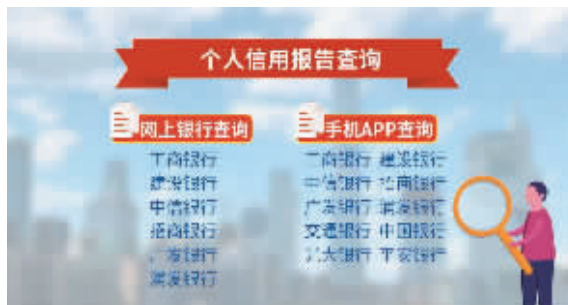 个人信用报告查询
网上银行查询
工商银行
建设银行
中信银行
招商银行
广发银行
浦发银行
手机APP查询
工商银行 建设银行
中信银行 招商银行
广发银行 浦发银行
交通银行 中国银行
光大银行 平安银行